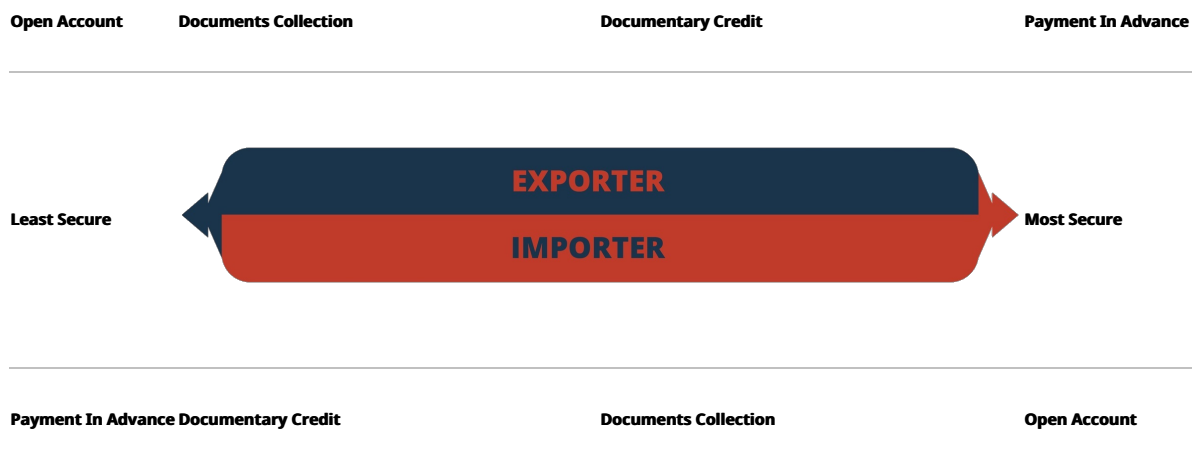 Open Account Documents Collection Documentary Credit Payment In Advance
EXPORTER
Least Secure Most Secure
IMPORTER
Payment In Advance Documentary Credit Documents Collection Open Account